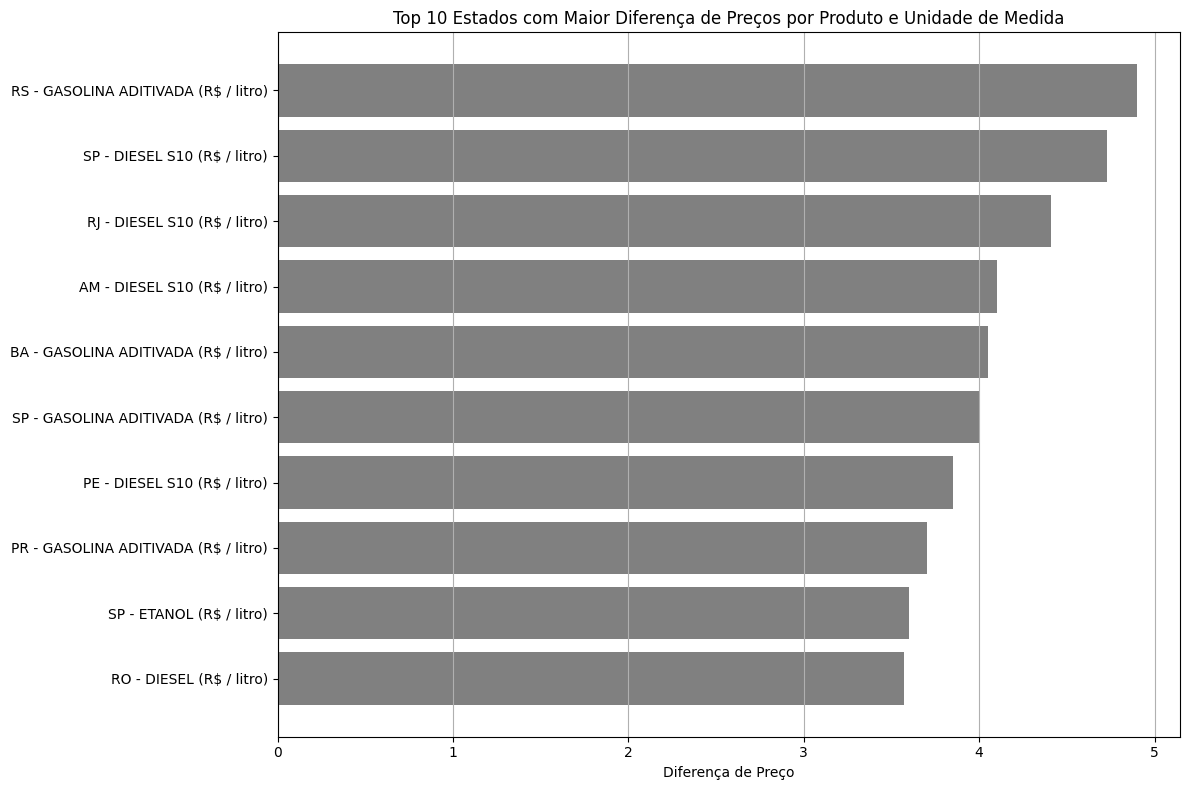 Top 10 Estados com Maior Diferença de Preços por Produto e Unidade de Medida
RS - GASOLINA ADITIVADA (R$ / litro)
SP - DIESEL S10 (R$ / litro)
RJ - DIESEL S10 (R$ / litro)
AM - DIESEL S10 (R$ / litro)
BA - GASOLINA ADITIVADA (R$ / litro)
SP - GASOLINA ADITIVADA (R$ / litro)
PE - DIESEL S10 (R$ / litro)
PR - GASOLINA ADITIVADA (R$ / litro)
SP - ETANOL (R$ / litro)
RO - DIESEL (R$ / litro)
0 1 2 3 4 5
Diferença de Preço